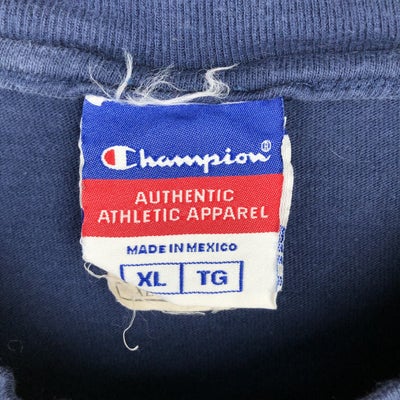 Champion®
AUTHENTIC
ATHLETIC APPAREL
MADE IN MEXICO
XL TG